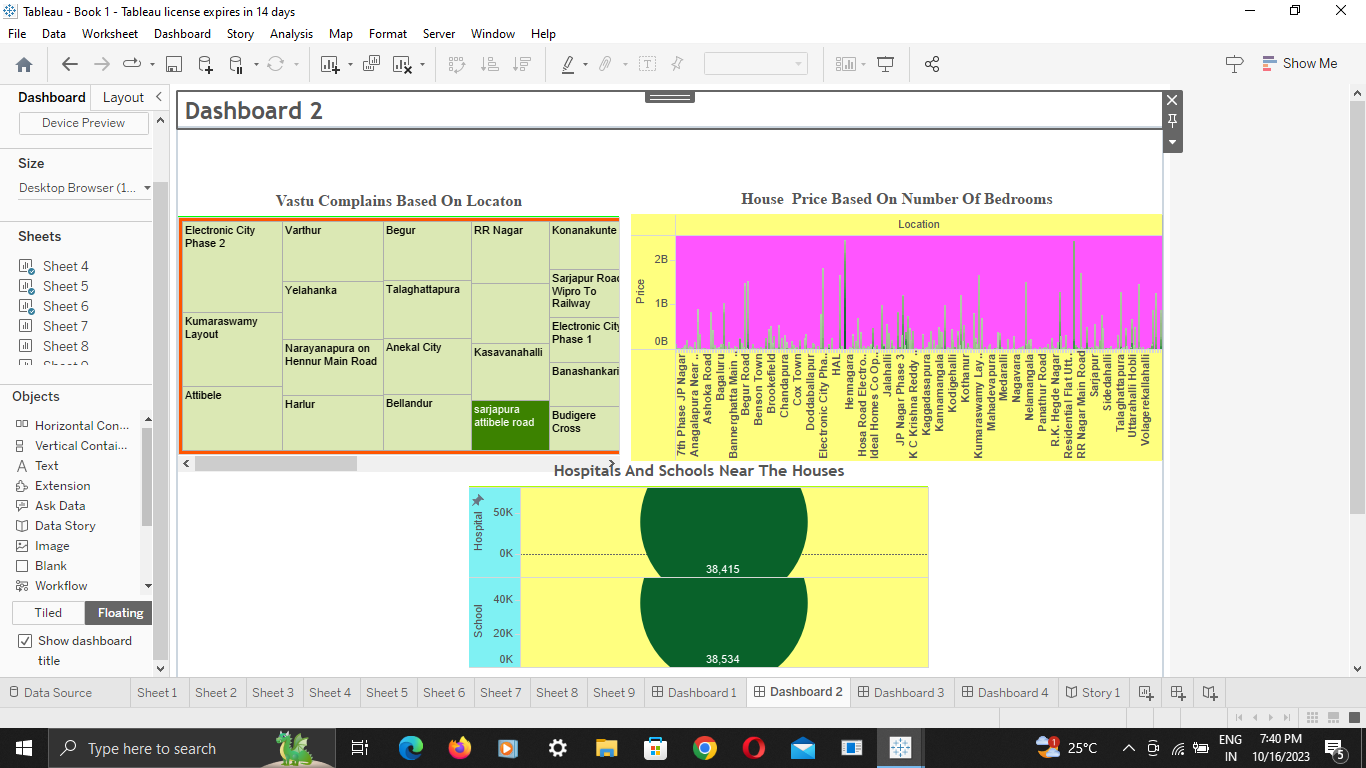 Tableau - Book 1 - Tableau license expires in 14 days
File Data Worksheet Dashboard Story Analysis Map Format Server Window Help
Show Me
Dashboard Layout
Device Preview
Size
Desktop Browser (1...
Sheets
Sheet 4
Sheet 5
Sheet 6
Sheet 7
Sheet 8
Objects
Horizontal Con...
Vertical Contai...
Text
Extension
Ask Data
Data Story
Image
Blank
Workflow
Tiled Floating
Show dashboard
title
Dashboard 2
Vastu Complains Based On Locaton
Electronic City
Phase 2
Kumaraswamy
Layout
Attibele
Varthur
Yelahanka
Narayanapura on
Hennur Main Road
Harlur
Begur
Talaghattapura
Anekal City
Bellandur
RR Nagar
Kasavanahalli
sarjapura
attibele road
Konanakunte
Sarjapur Road
Wipro To
Railway
Electronic City
Phase 1
Banashankari
Budigere
Cross
House  Price Based On Number Of Bedrooms
Location
Price
2B
1B
0B
7th Phase JP Nagar
Anagalapura Near ..
Ashoka Road
Bagaluru
Bannerghatta Main ..
Begur Road
Benson Town
Brookefield
Chandapura
Cox Town
Doddaballapur
Electronic City Pha..
HAL
Hennagara
Hosa Road Electro..
Ideal Homes Co Op..
Jalahalli
JP Nagar Phase 3
K C Krishna Reddy ..
Kaggadasapura
Kannamangala
Kodigehalli
Kothanur
Kumaraswamy Lay..
Mahadevapura
Medaralli
Nagavara
Nelamangala
Panathur Road
R.K. Hegde Nagar
Residential Flat Utt..
RR Nagar Main Road
Sarjapur
Siddedahalli
Talaghattapura
Uttarahalli Hobli
Volagerekallahalli
Hospitals And Schools Near The Houses
Hospital
50K
0K
38,415
School
40K
20K
0K
38,534
Data Source Sheet 1 Sheet 2 Sheet 3 Sheet 4 Sheet 5 Sheet 6 Sheet 7 Sheet 8 Sheet 9 Dashboard 1 Dashboard 2 Dashboard 3 Dashboard 4 Story 1
Type here to search
1
25°C
ENG
IN
7:40 PM
10/16/2023
5